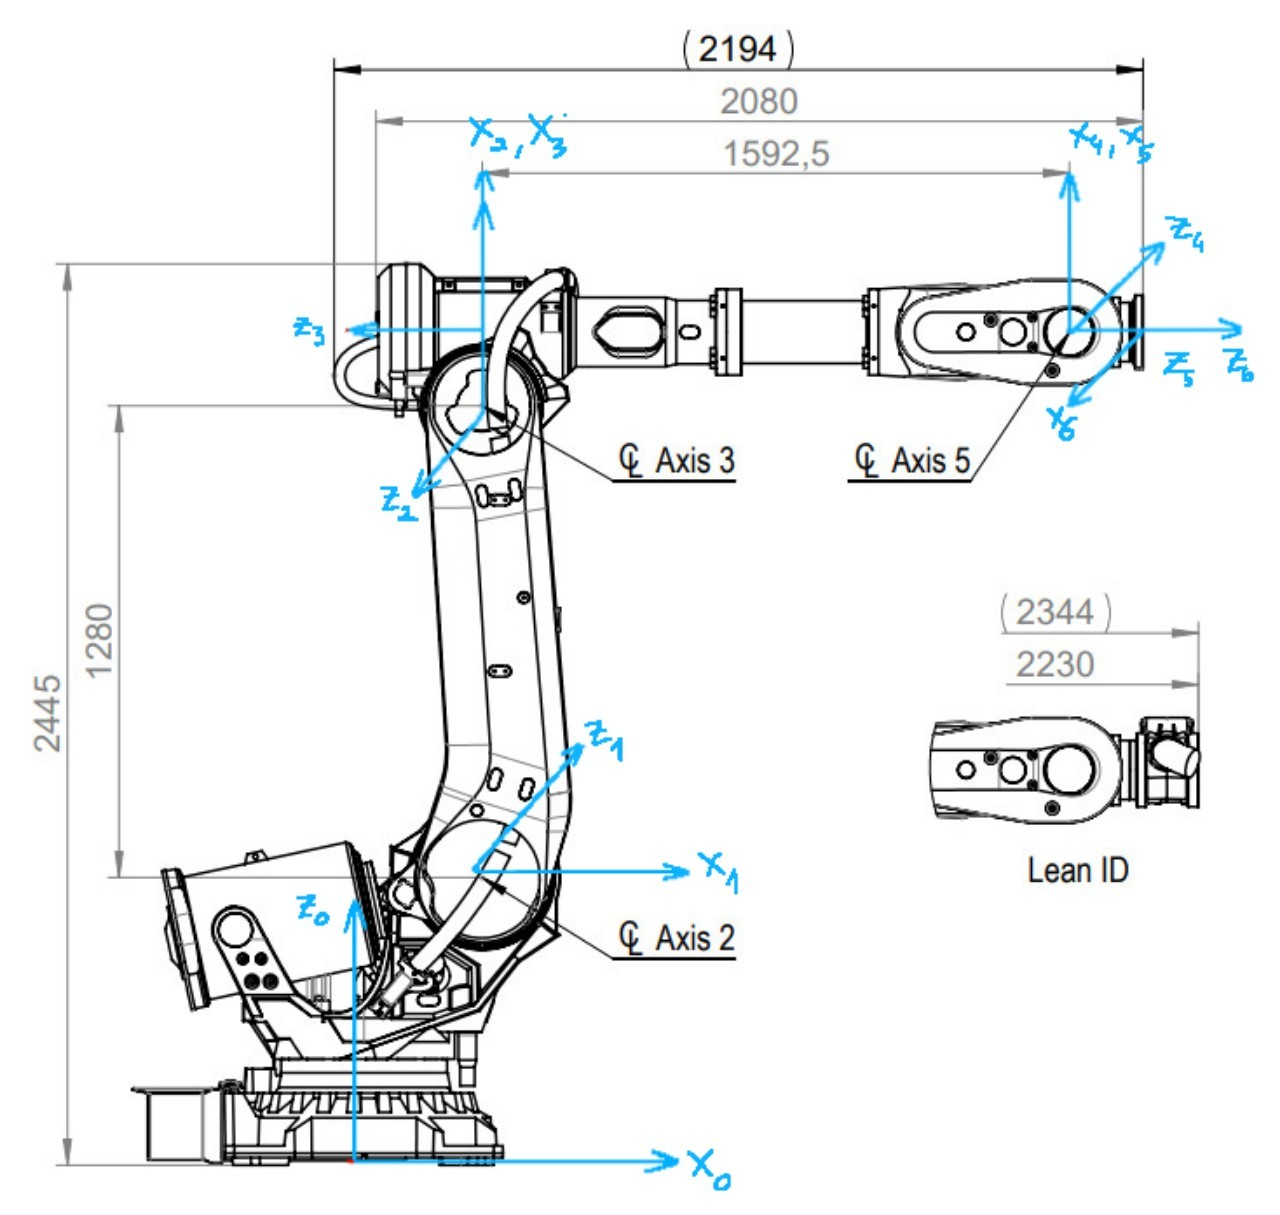 (2194)
2080
X₂, X₃
1592,5
X₄, X₅
Z₄
Z₃
Z₅ Z₆
X₆
℄ Axis 3
℄ Axis 5
Z₂
1280
2445
(2344)
2230
Z₁
X₁
Lean ID
Z₀
℄ Axis 2
X₀